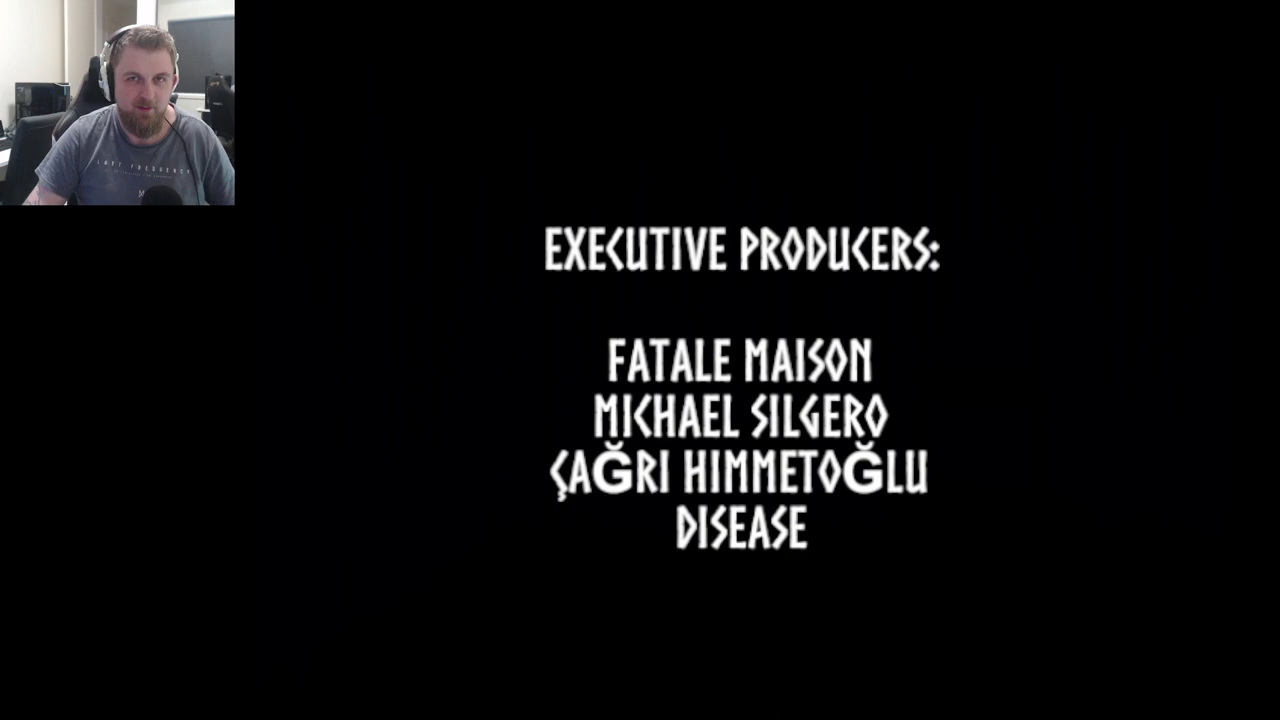 EXECUTIVE PRODUCERS:
FATALE MAISON
MICHAEL SILGERO
ÇAĞRI HIMMETOĞLU
DISEASE